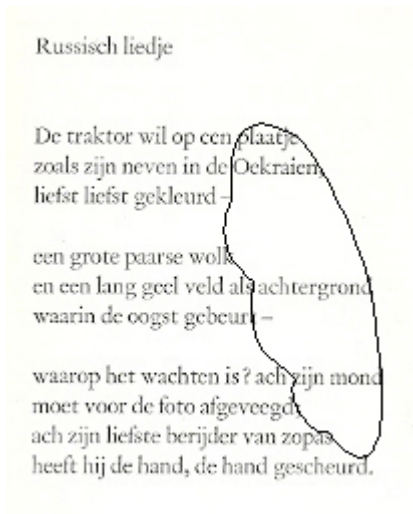 Russisch liedje
De traktor wil op een plaatje
zoals zijn neven in de Oekraïen,
liefst liefst gekleurd –
een grote paarse wolk
en een lang geel veld als achtergrond
waarin de oogst gebeurt –
waarop het wachten is? ach zijn mond
moet voor de foto afgeveegd,
ach zijn liefste berijder van zopas
heeft hij de hand, de hand gescheurd.